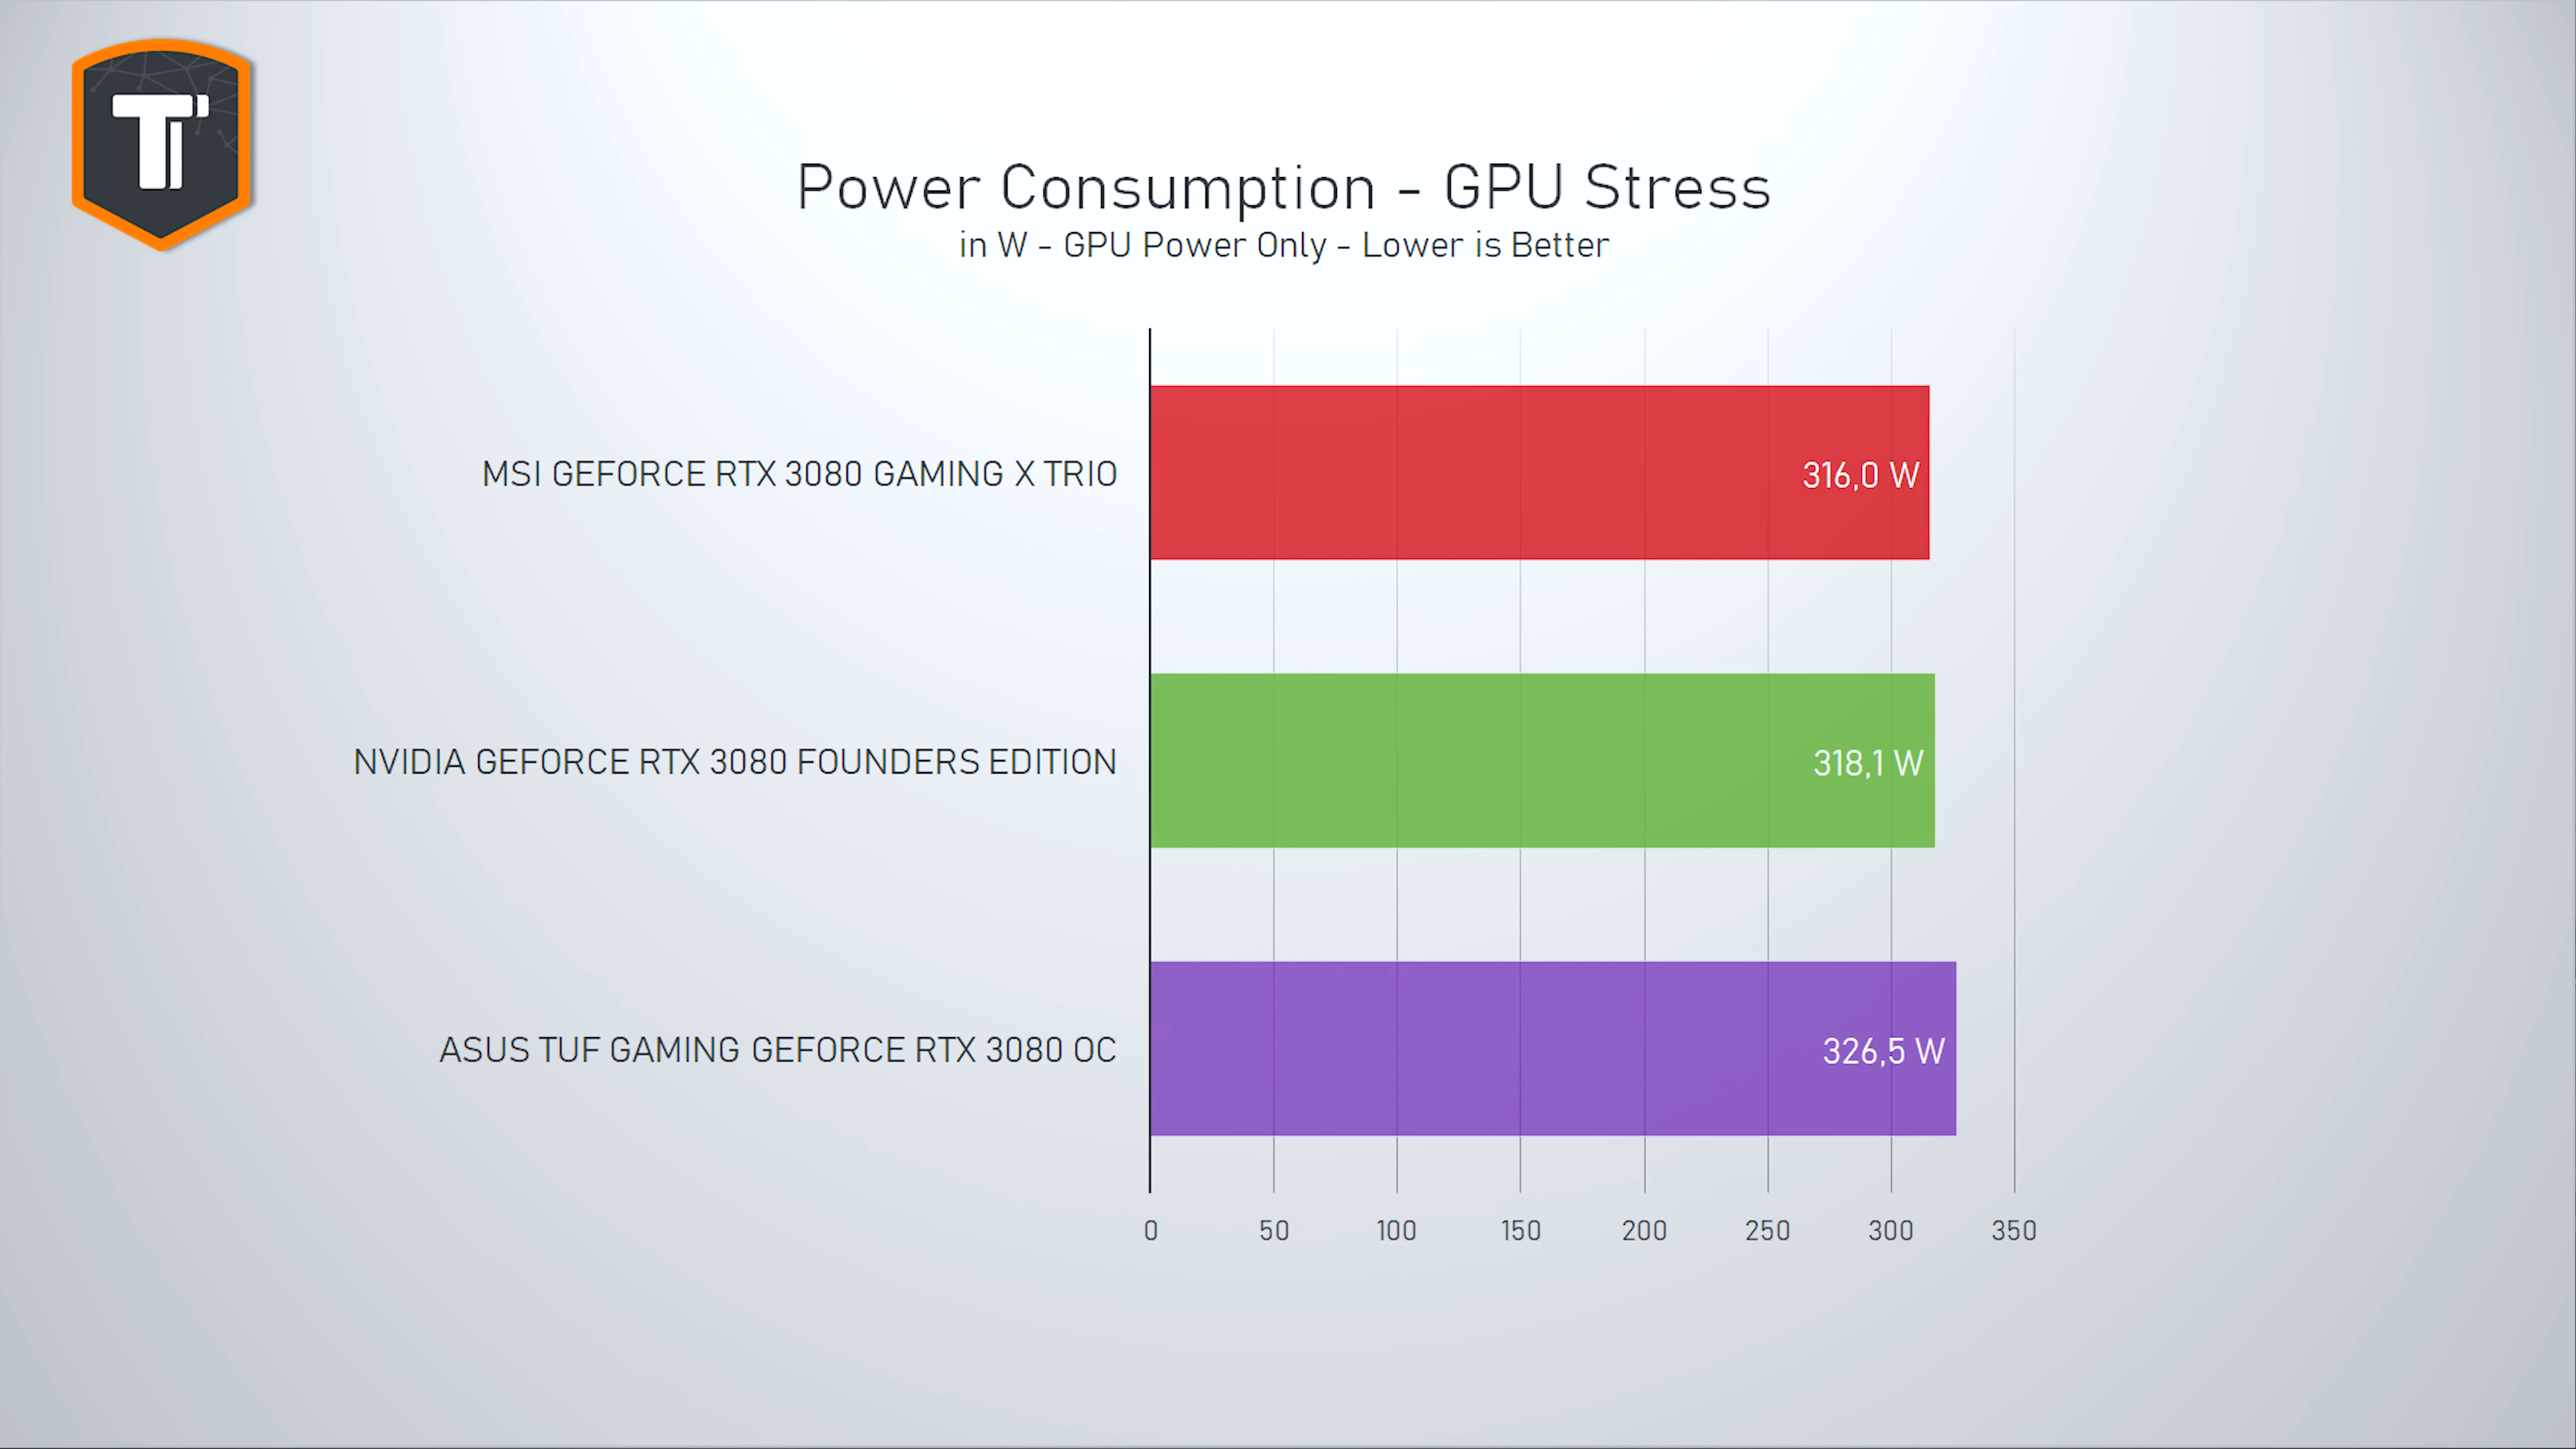 Power Consumption - GPU Stress
in W - GPU Power Only - Lower is Better
MSI GEFORCE RTX 3080 GAMING X TRIO
316,0 W
NVIDIA GEFORCE RTX 3080 FOUNDERS EDITION
318,1 W
ASUS TUF GAMING GEFORCE RTX 3080 OC
326,5 W
0 50 100 150 200 250 300 350